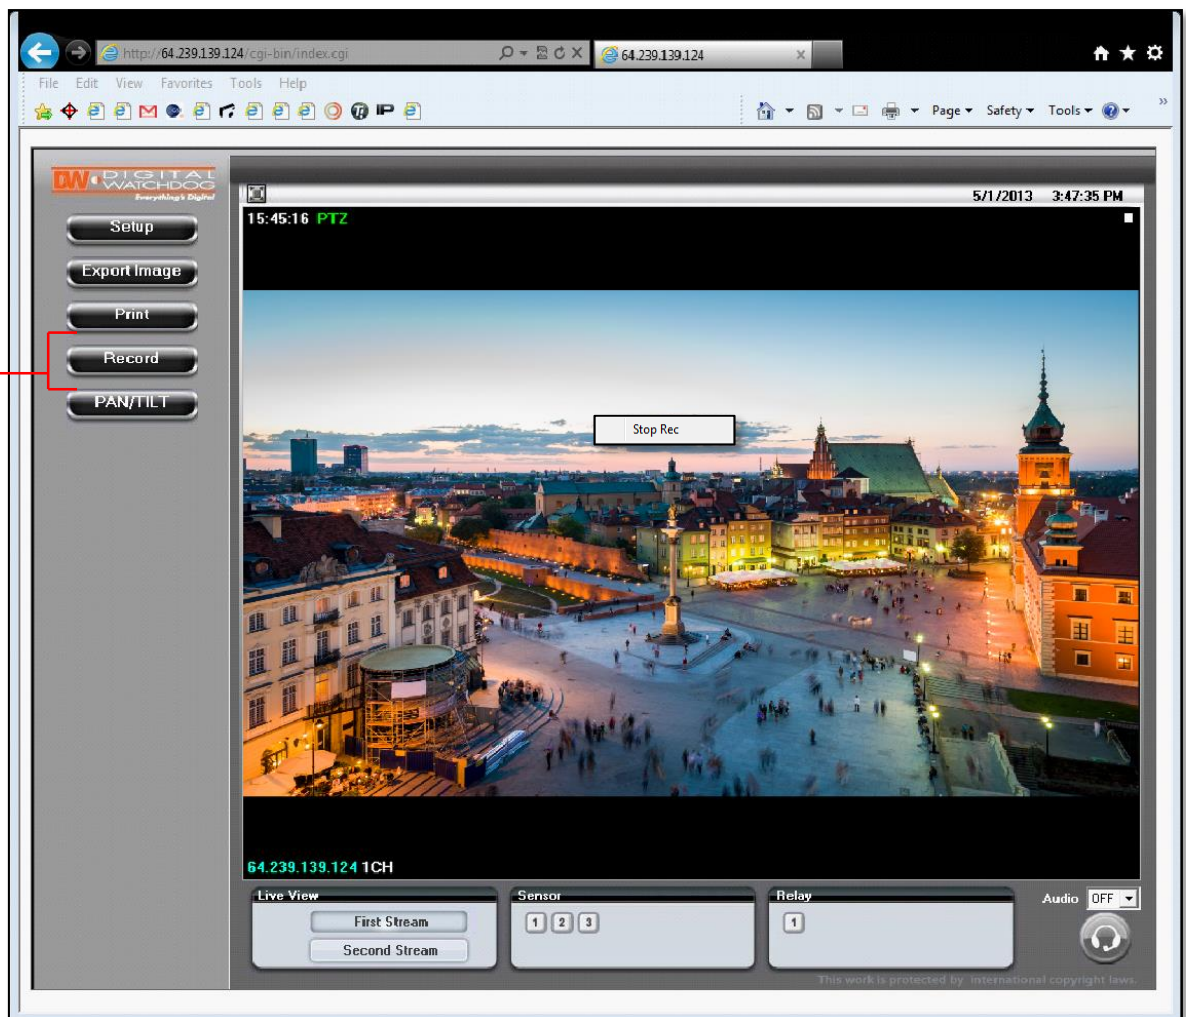 http://64.239.139.124/cgi-bin/index.cgi
64.239.139.124
File Edit View Favorites Tools Help
Page Safety Tools
DW DIGITAL
WATCHDOG
Everything's Digital
5/1/2013 3:47:35 PM
Setup
Export Image
Print
Record
PAN/TILT
15:45:16 PTZ
Stop Rec
64.239.139.124 1CH
Live View
First Stream
Second Stream
Sensor
1 2 3
Relay
1
Audio OFF
This work is protected by international copyright laws.